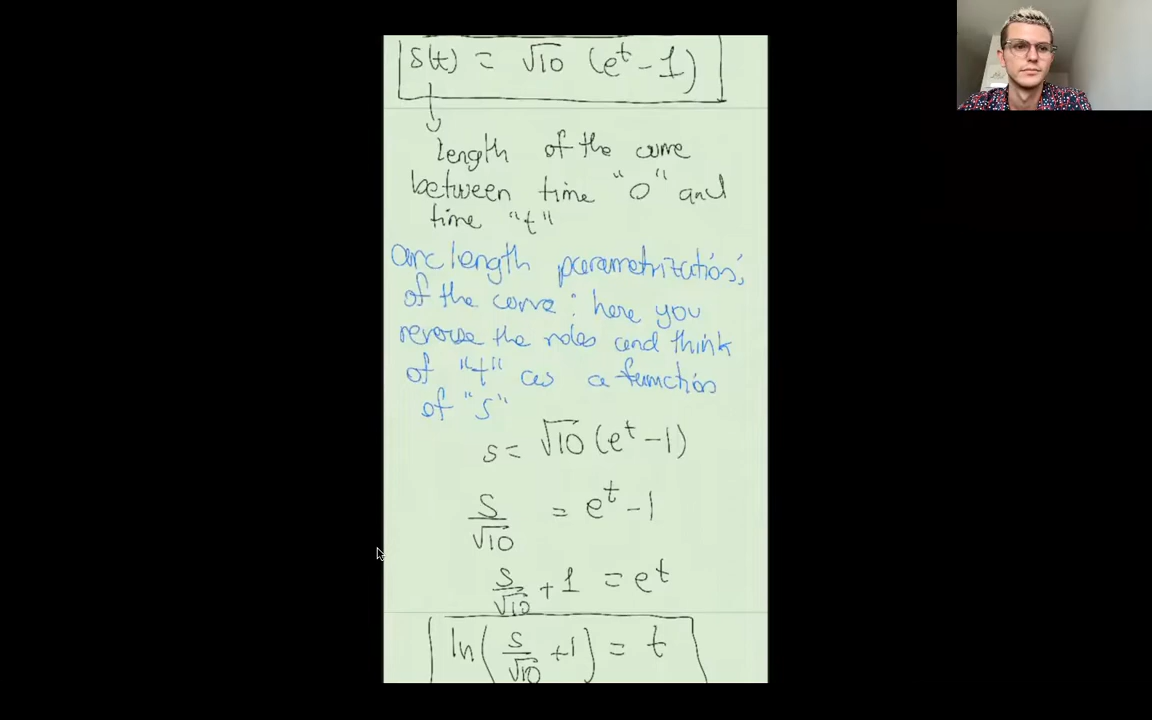 S(t) = √10 (e^t - 1)
length of the curve
between time "0" and
time "t"
arc length parametrization
of the curve: here you
reverse the roles and think
of "t" as a function
of "s"
s = √10 (e^t - 1)
s/√10 = e^t - 1
s/√10 + 1 = e^t
ln(s/√10 + 1) = t